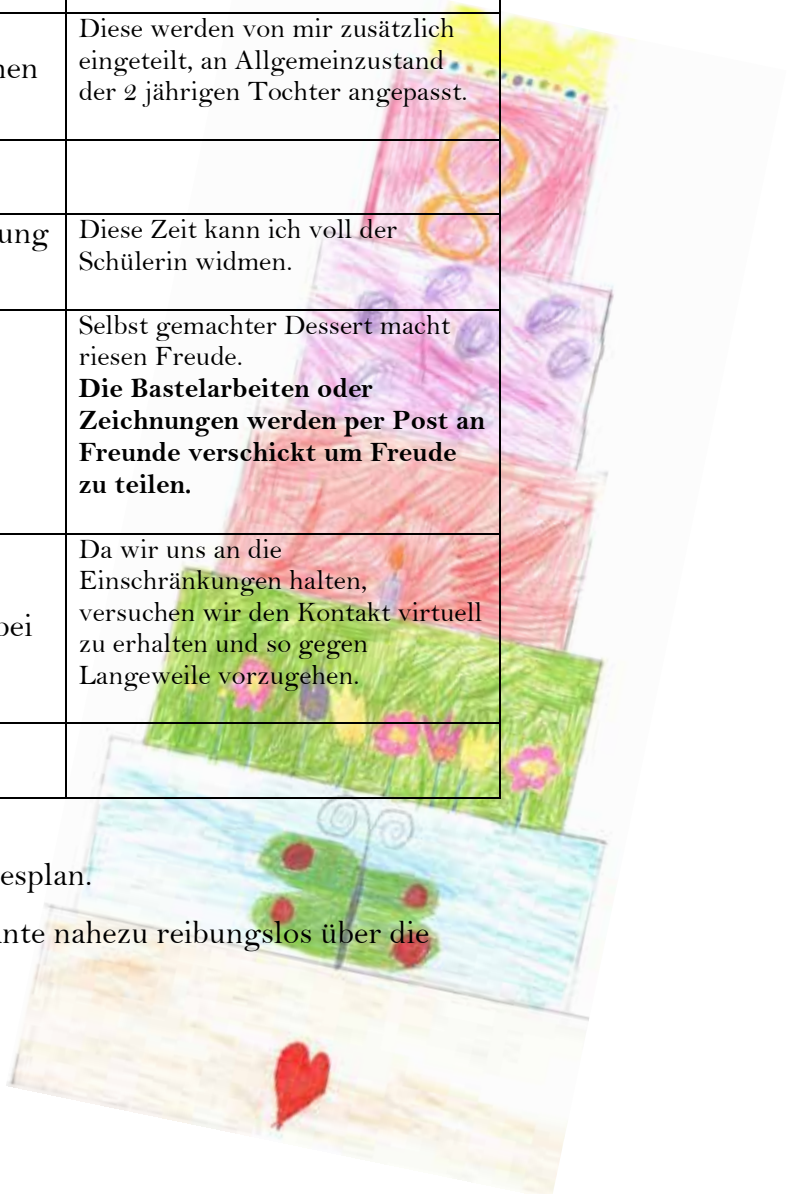 Diese werden von mir zusätzlich
eingeteilt, an Allgemeinzustand
der 2 jährigen Tochter angepasst.
8
Diese Zeit kann ich voll der
Schülerin widmen.
Selbst gemachter Dessert macht
riesen Freude.
Die Bastelarbeiten oder
Zeichnungen werden per Post an
Freunde verschickt um Freude
zu teilen.
Da wir uns an die
Einschränkungen halten,
bei
versuchen wir den Kontakt virtuell
zu erhalten und so gegen
Langeweile vorzugehen.
esplan.
nte nahezu reibungslos über die